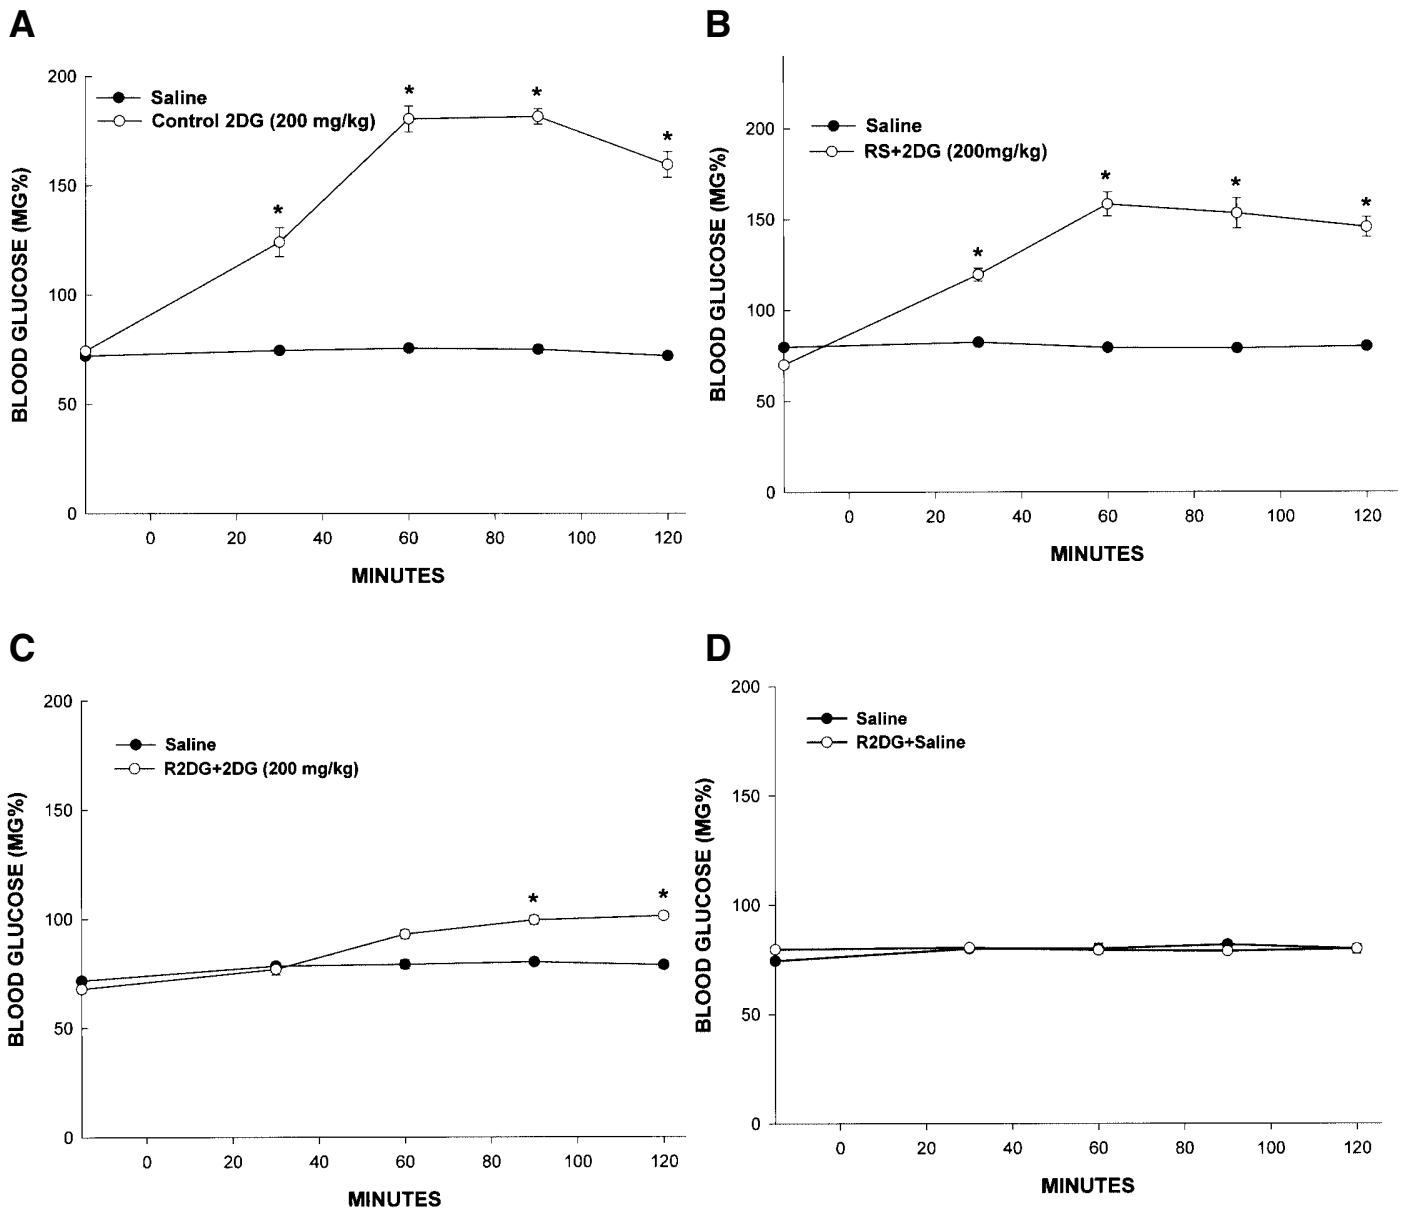 A
200
150
100
50
0
BLOOD GLUCOSE (MG%)
Saline
Control 2DG (200 mg/kg)
*
*
*
*
0 20 40 60 80 100 120
MINUTES
B
200
150
100
50
0
BLOOD GLUCOSE (MG%)
Saline
RS+2DG (200mg/kg)
*
*
*
*
0 20 40 60 80 100 120
MINUTES
C
200
150
100
50
0
BLOOD GLUCOSE (MG%)
Saline
R2DG+2DG (200 mg/kg)
*
*
0 20 40 60 80 100 120
MINUTES
D
200
150
100
50
0
BLOOD GLUCOSE (MG%)
Saline
R2DG+Saline
0 20 40 60 80 100 120
MINUTES